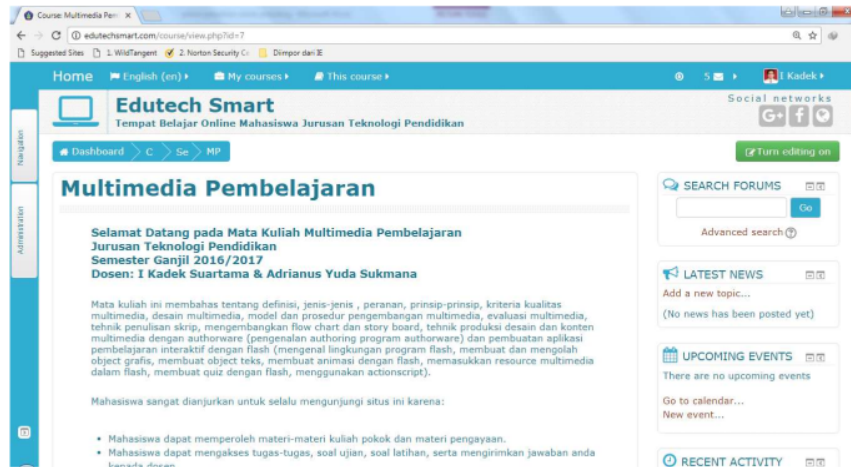 Course: Multimedia Pem
edutechsmart.com/course/view.php?id=7
Suggested Sites 1. WildTangent 2. Norton Security Diimpor dari IE
Home English (en) My courses This course 5 I Kadek
Edutech Smart
Tempat Belajar Online Mahasiswa Jurusan Teknologi Pendidikan
Social networks
Dashboard C Se MP
Turn editing on
Navigation
Administration
Multimedia Pembelajaran
Selamat Datang pada Mata Kuliah Multimedia Pembelajaran
Jurusan Teknologi Pendidikan
Semester Ganjil 2016/2017
Dosen: I Kadek Suartama & Adrianus Yuda Sukmana
Mata kuliah ini membahas tentang definisi, jenis-jenis , peranan, prinsip-prinsip, kriteria kualitas
multimedia, desain multimedia, model dan prosedur pengembangan multimedia, evaluasi multimedia,
tehnik penulisan skrip, mengembangkan flow chart dan story board, tehnik produksi desain dan konten
multimedia dengan authorware (pengenalan authoring program authorware) dan pembuatan aplikasi
pembelajaran interaktif dengan flash (mengenal lingkungan program flash, membuat dan mengolah
object grafis, membuat object teks, membuat animasi dengan flash, memasukkan resource multimedia
dalam flash, membuat quiz dengan flash, menggunakan actionscript).
Mahasiswa sangat dianjurkan untuk selalu mengunjungi situs ini karena:
• Mahasiswa dapat memperoleh materi-materi kuliah pokok dan materi pengayaan.
• Mahasiswa dapat mengakses tugas-tugas, soal ujian, soal latihan, serta mengirimkan jawaban anda
kepada dosen
SEARCH FORUMS
Go
Advanced search
LATEST NEWS
Add a new topic...
(No news has been posted yet)
UPCOMING EVENTS
There are no upcoming events
Go to calendar...
New event...
RECENT ACTIVITY